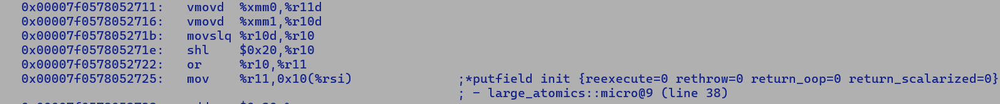 0x00007f0578052711: vmovd %xmm0,%r11d
0x00007f0578052716: vmovd %xmm1,%r10d
0x00007f057805271b: movslq %r10d,%r10
0x00007f057805271e: shl $0x20,%r10
0x00007f0578052722: or %r10,%r11
0x00007f0578052725: mov %r11,0x10(%rsi) ;*putfield init {reexecute=0 rethrow=0 return_oop=0 return_scalarized=0}
; - large_atomics::micro@9 (line 38)